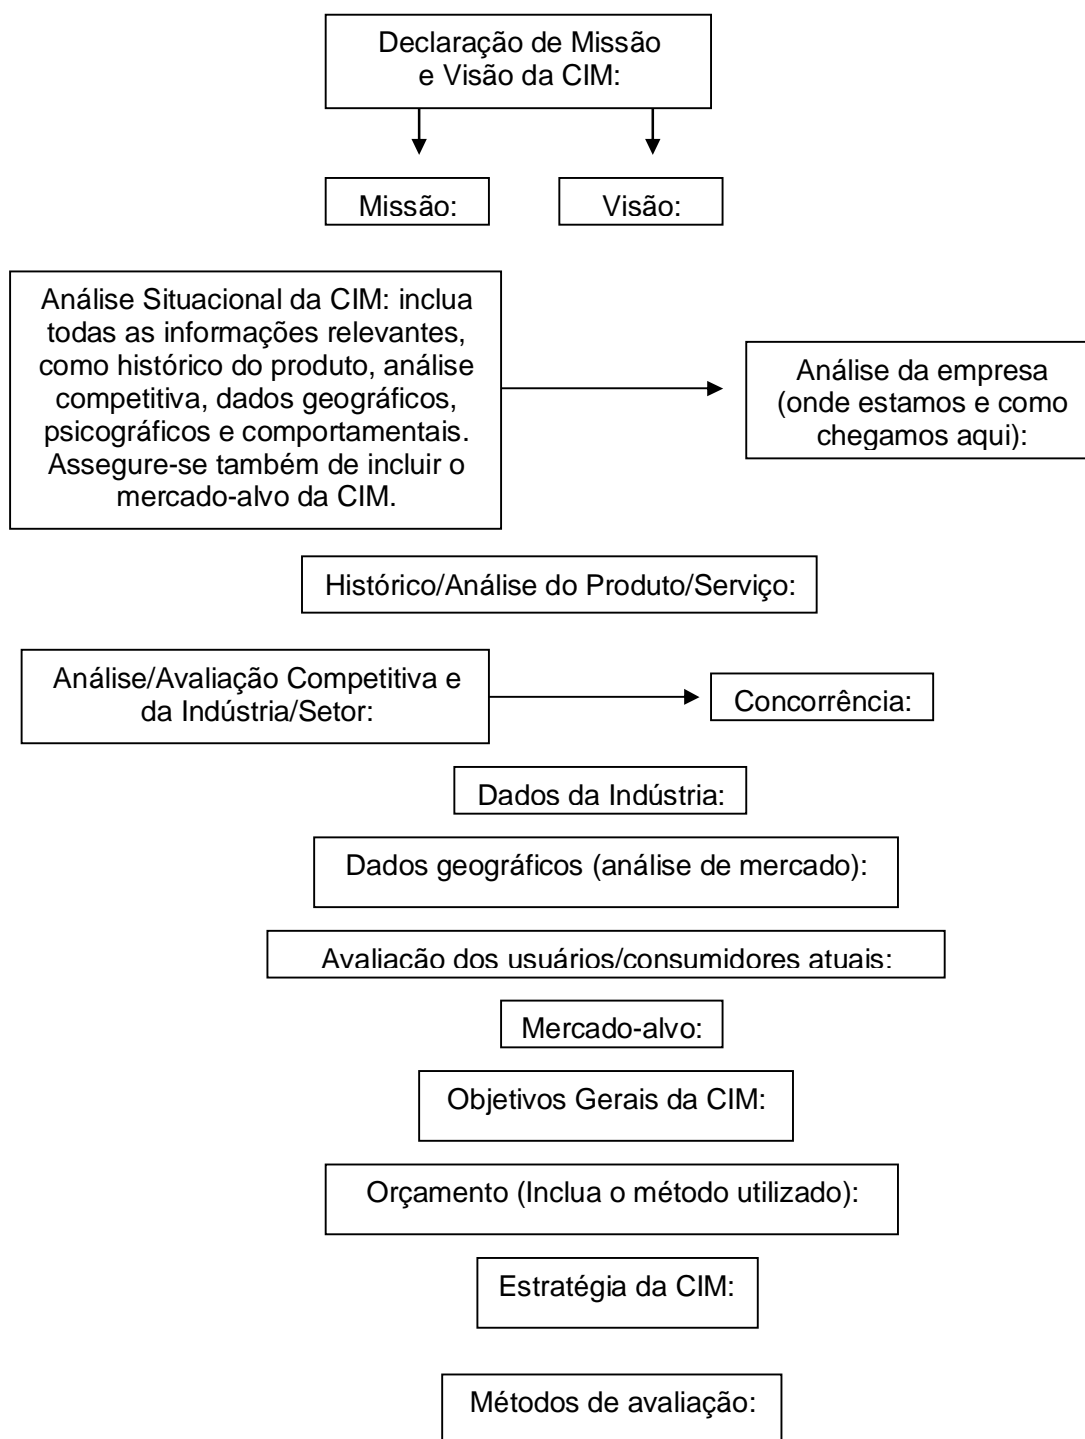 Declaração de Missão
e Visão da CIM:
Missão:
Visão:
Análise Situacional da CIM: inclua
todas as informações relevantes,
como histórico do produto, análise
competitiva, dados geográficos,
psicográficos e comportamentais.
Assegure-se também de incluir o
mercado-alvo da CIM.
Análise da empresa
(onde estamos e como
chegamos aqui):
Histórico/Análise do Produto/Serviço:
Análise/Avaliação Competitiva e
da Indústria/Setor:
Concorrência:
Dados da Indústria:
Dados geográficos (análise de mercado):
Avaliação dos usuários/consumidores atuais:
Mercado-alvo:
Objetivos Gerais da CIM:
Orçamento (Inclua o método utilizado):
Estratégia da CIM:
Métodos de avaliação: